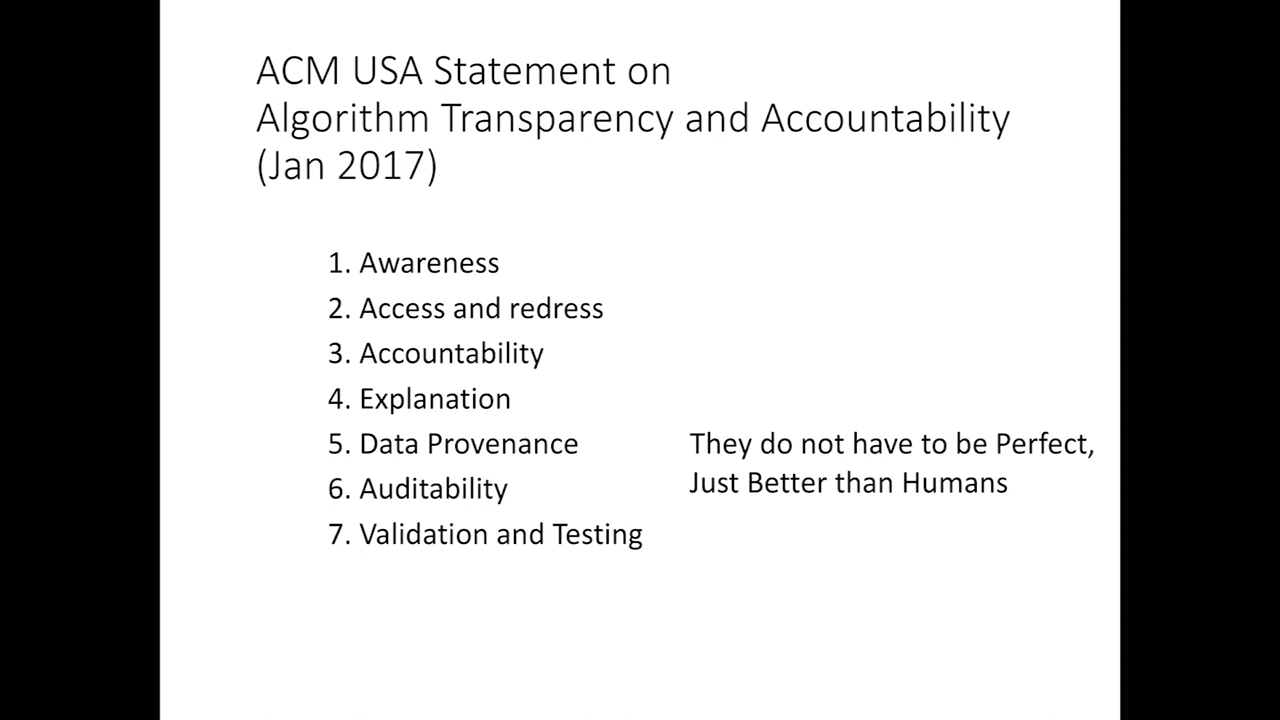 ACM USA Statement on
Algorithm Transparency and Accountability
(Jan 2017)
1. Awareness
2. Access and redress
3. Accountability
4. Explanation
5. Data Provenance
6. Auditability
7. Validation and Testing
They do not have to be Perfect,
Just Better than Humans